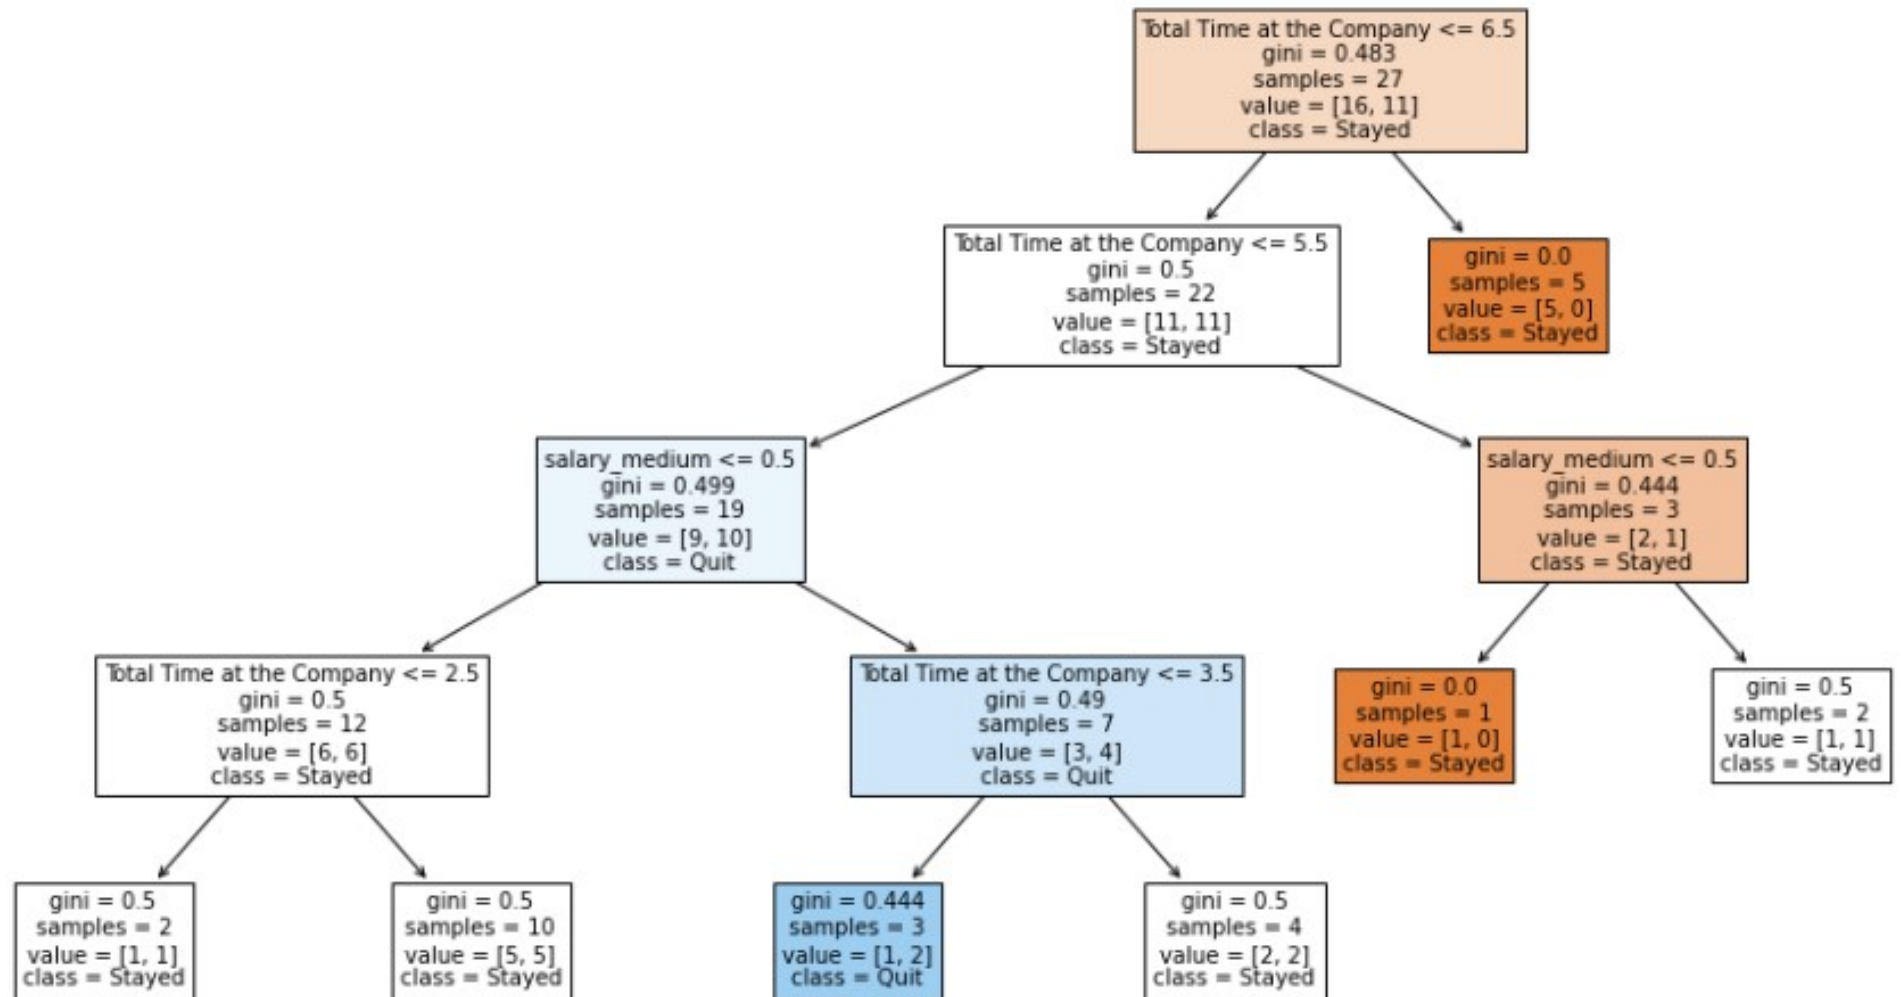 Total Time at the Company <= 6.5
gini = 0.483
samples = 27
value = [16, 11]
class = Stayed
Total Time at the Company <= 5.5
gini = 0.5
samples = 22
value = [11, 11]
class = Stayed
gini = 0.0
samples = 5
value = [5, 0]
class = Stayed
salary_medium <= 0.5
gini = 0.499
samples = 19
value = [9, 10]
class = Quit
salary_medium <= 0.5
gini = 0.444
samples = 3
value = [2, 1]
class = Stayed
Total Time at the Company <= 2.5
gini = 0.5
samples = 12
value = [6, 6]
class = Stayed
Total Time at the Company <= 3.5
gini = 0.49
samples = 7
value = [3, 4]
class = Quit
gini = 0.0
samples = 1
value = [1, 0]
class = Stayed
gini = 0.5
samples = 2
value = [1, 1]
class = Stayed
gini = 0.5
samples = 2
value = [1, 1]
class = Stayed
gini = 0.5
samples = 10
value = [5, 5]
class = Stayed
gini = 0.444
samples = 3
value = [1, 2]
class = Quit
gini = 0.5
samples = 4
value = [2, 2]
class = Stayed